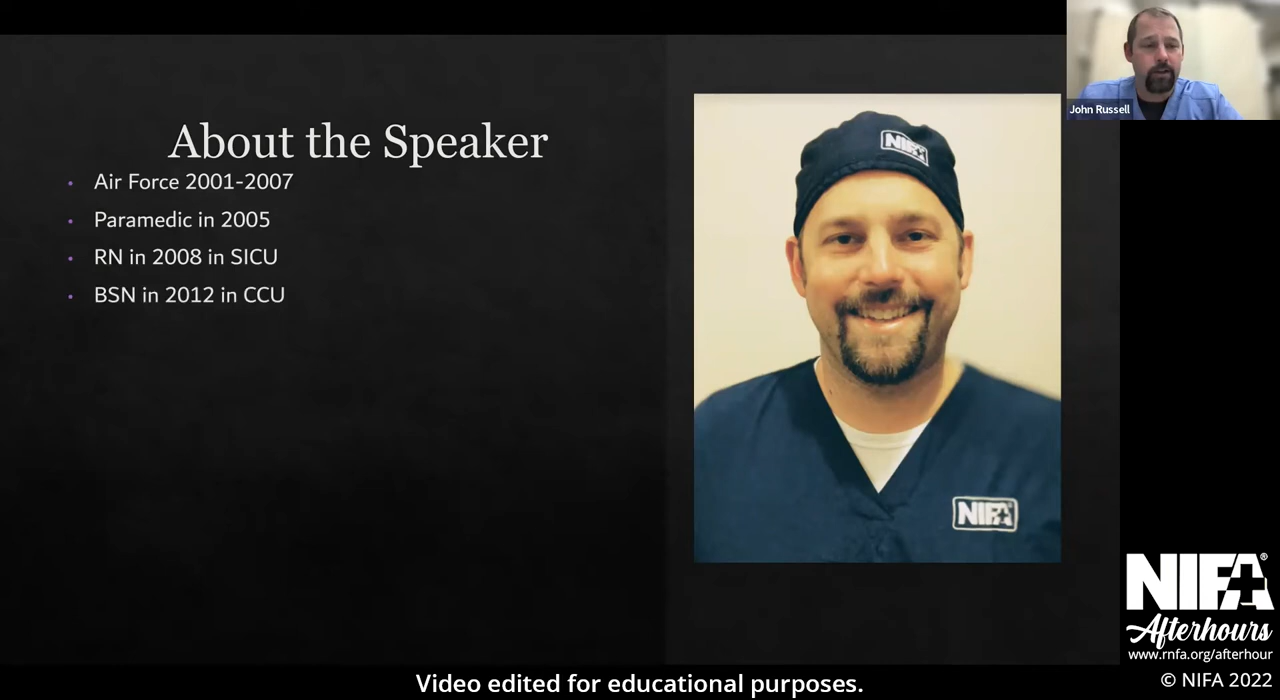 John Russell
About the Speaker
Air Force 2001-2007
Paramedic in 2005
RN in 2008 in SICU
BSN in 2012 in CCU
NIFA
NIFA
NIFA®
Afterhours
www.rnfa.org/afterhour
© NIFA 2022
Video edited for educational purposes.